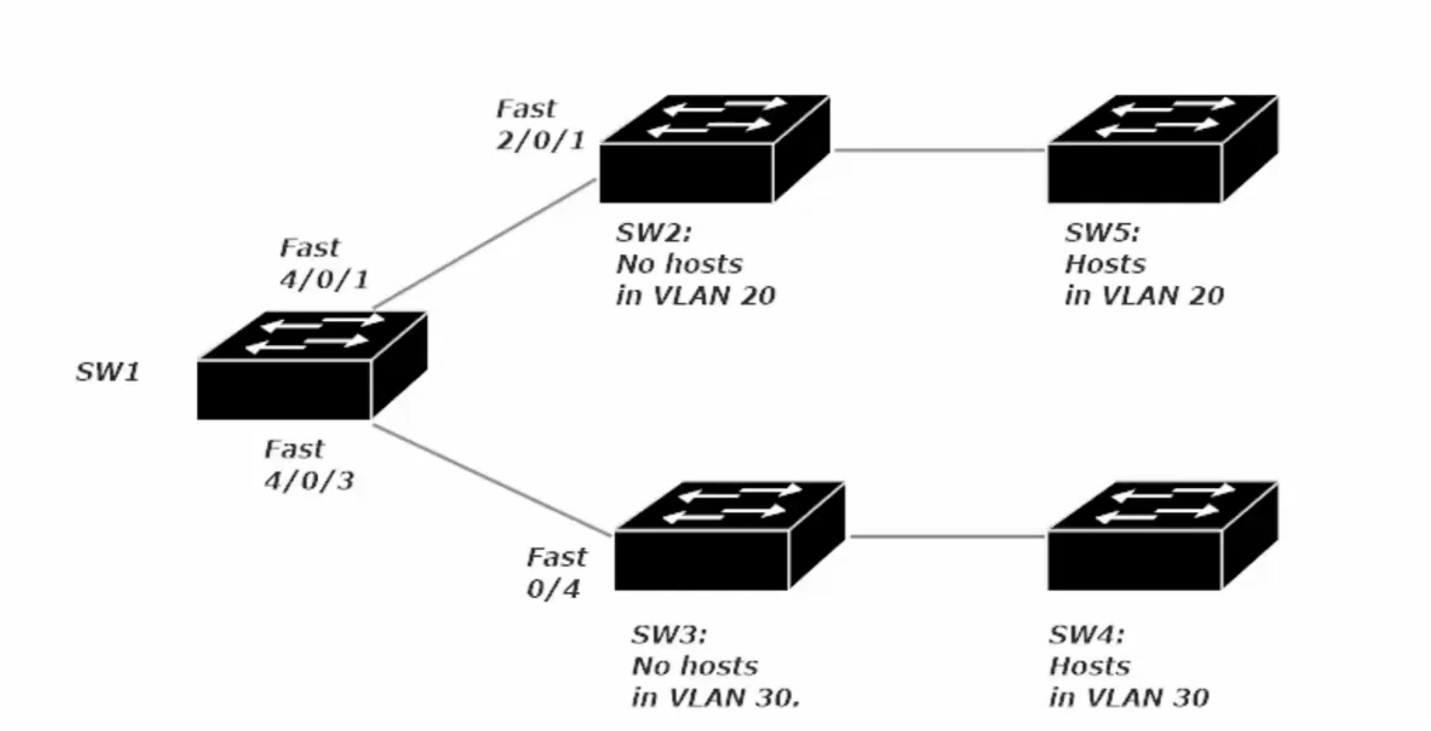 Fast
2/0/1
SW2:
No hosts
in VLAN 20
SW5:
Hosts
in VLAN 20
Fast
4/0/1
SW1
Fast
4/0/3
Fast
0/4
SW3:
No hosts
in VLAN 30.
SW4:
Hosts
in VLAN 30